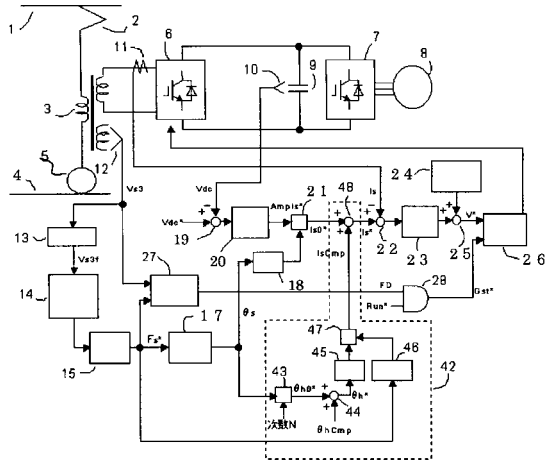 1
2
11
6
7
8
3
10
9
5
12
4
Vs3
Vdc
Is
24
21
48
Ampls*
Vdc*
Is0*
Is*
V*
19
20
22
23
25
26
13
Vs3f
IsCmp
18
14
27
FD
28
Run*
Gst*
θs
47
15
Fs*
17
45
46
42
43
θh0*
θh*
44
次数N
θhCmp